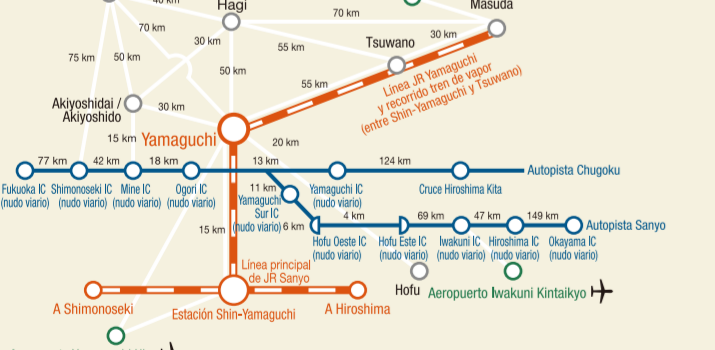 40 km
Hagi
70 km
Masuda
70 km
30 km
55 km
Tsuwano
30 km
75 km
50 km
50 km
55 km
Línea JR Yamaguchi
y recorrido tren de vapor
(entre Shin-Yamaguchi y Tsuwano)
Akiyoshidai /
Akiyoshido
30 km
15 km
Yamaguchi
20 km
77 km
42 km
18 km
13 km
124 km
Autopista Chugoku
Fukuoka IC
(nudo viario)
Shimonoseki IC
(nudo viario)
Mine IC
(nudo viario)
Ogori IC
(nudo viario)
11 km
Yamaguchi
Sur IC
(nudo viario)
Yamaguchi IC
(nudo viario)
Cruce Hiroshima Kita
15 km
6 km
4 km
69 km
47 km
149 km
Autopista Sanyo
Hofu Oeste IC
(nudo viario)
Hofu Este IC
(nudo viario)
Iwakuni IC
(nudo viario)
Hiroshima IC
(nudo viario)
Okayama IC
(nudo viario)
Línea principal
de JR Sanyo
Hofu
Aeropuerto Iwakuni Kintaikyo
A Shimonoseki
Estación Shin-Yamaguchi
A Hiroshima